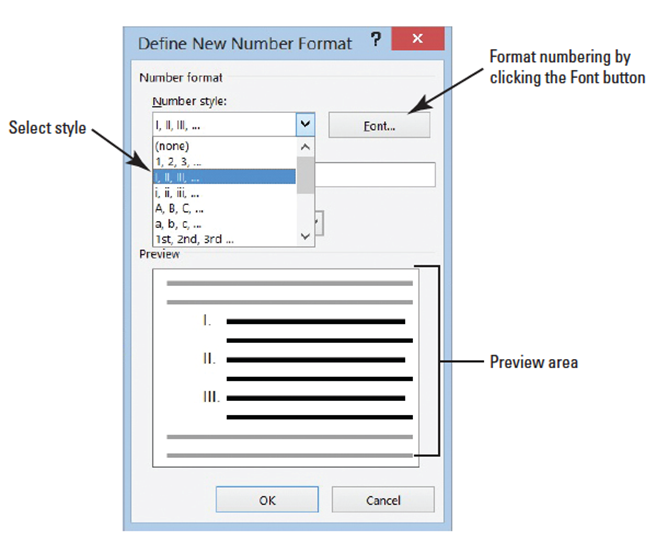 Define New Number Format ? ×
Format numbering by
clicking the Font button
Number format
Number style:
I, II, III, ...
Font...
Select style
(none)
1, 2, 3, ...
I, II, III, ...
i, ii, iii, ...
A, B, C, ...
a, b, c, ...
1st, 2nd, 3rd ...
Preview
I.
II.
III.
Preview area
OK
Cancel